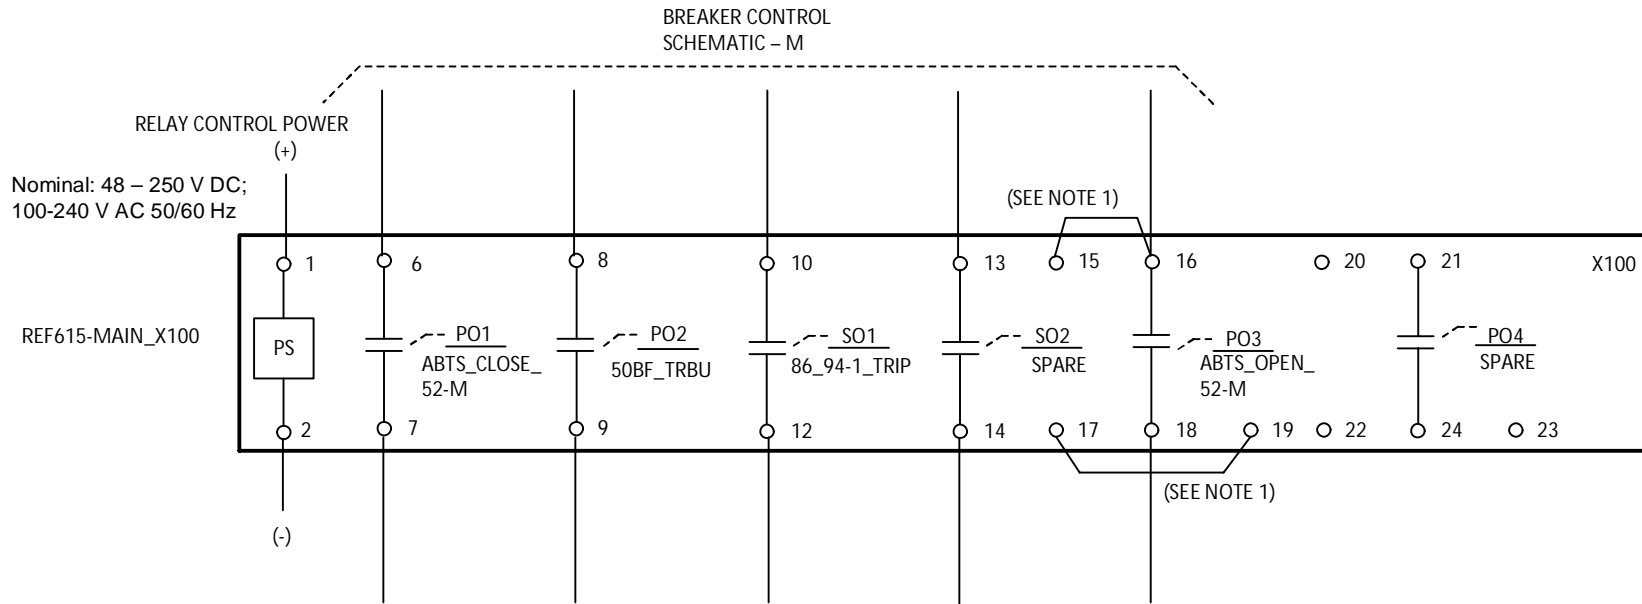 BREAKER CONTROL
SCHEMATIC – M
RELAY CONTROL POWER
(+)
Nominal: 48 – 250 V DC;
100-240 V AC 50/60 Hz
(SEE NOTE 1)
1
6
8
10
13
15
16
20
21
X100
REF615-MAIN_X100
PS
PO1
ABTS_CLOSE_
52-M
PO2
50BF_TRBU
SO1
86_94-1_TRIP
SO2
SPARE
PO3
ABTS_OPEN_
52-M
PO4
SPARE
2
7
9
12
14
17
18
19
22
24
23
(SEE NOTE 1)
(-)